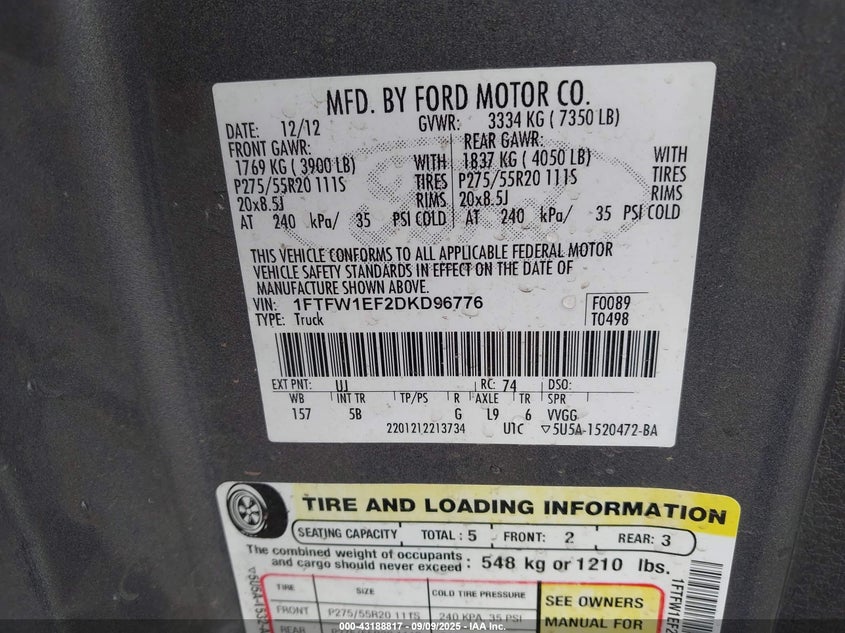 MFD. BY FORD MOTOR CO.
DATE: 12/12 GVWR: 3334 KG ( 7350 LB)
FRONT GAWR: REAR GAWR:
1769 KG ( 3900 LB) WITH 1837 KG ( 4050 LB) WITH
P275/55R20 111S TIRES P275/55R20 111S TIRES
20x8.5J RIMS 20x8.5J RIMS
AT 240 kPa/ 35 PSI COLD AT 240 kPa/ 35 PSI COLD
THIS VEHICLE CONFORMS TO ALL APPLICABLE FEDERAL MOTOR
VEHICLE SAFETY STANDARDS IN EFFECT ON THE DATE OF
MANUFACTURE SHOWN ABOVE.
VIN: 1FTFW1EF2DKD96776 F0089
TYPE: Truck T0498
EXT PNT: UJ RC: 74 DSO:
WB INT TR TP/PS R AXLE TR SPR
157 5B G L9 6 VVGG
2201212213734 U1C ▽5U5A-1520472-BA
TIRE AND LOADING INFORMATION
SEATING CAPACITY TOTAL : 5 FRONT: 2 REAR: 3
The combined weight of occupants
and cargo should never exceed : 548 kg or 1210 lbs.
TIRE SIZE COLD TIRE PRESSURE
SEE OWNERS
FRONT P275/55R20 111S 240 KPA, 35 PSI
MANUAL FOR
REAR
1FTFW1EF2
000-43188817 - 09/09/2025 - IAA Inc.